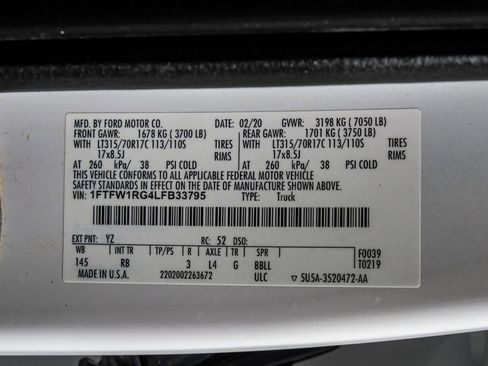 MFD. BY FORD MOTOR CO. 02/20 GVWR: 3198 KG ( 7050 LB)
FRONT GAWR: 1678 KG ( 3700 LB) REAR GAWR: 1701 KG ( 3750 LB)
WITH LT315/70R17C 113/110S TIRES WITH LT315/70R17C 113/110S TIRES
17x8.5J RIMS 17x8.5J RIMS
AT 260 kPa/ 38 PSI COLD AT 260 kPa/ 38 PSI COLD
THIS VEHICLE CONFORMS TO ALL APPLICABLE FEDERAL MOTOR VEHICLE SAFETY AND THEFT PREVENTION STANDARDS IN EFFECT ON THE DATE OF
MANUFACTURE SHOWN ABOVE.
VIN: 1FTFW1RG4LFB33795 TYPE: Truck
EXT PNT: YZ RC: 52 DSO:
WB INT TR TP/PS R AXLE TR SPR F0039
145 RB 3 L4 G BBLL T0219
MADE IN U.S.A. 2202002263672 ULC ▽ 5U5A-3520472-AA